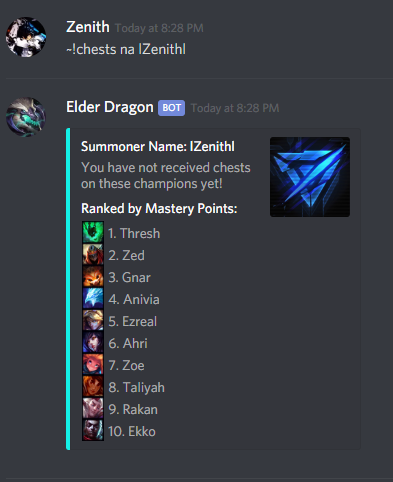 Zenith Today at 8:28 PM
~!chests na lZenithl
Elder Dragon BOT Today at 8:28 PM
Summoner Name: lZenithl
You have not received chests
on these champions yet!
Ranked by Mastery Points:
1. Thresh
2. Zed
3. Gnar
4. Anivia
5. Ezreal
6. Ahri
7. Zoe
8. Taliyah
9. Rakan
10. Ekko